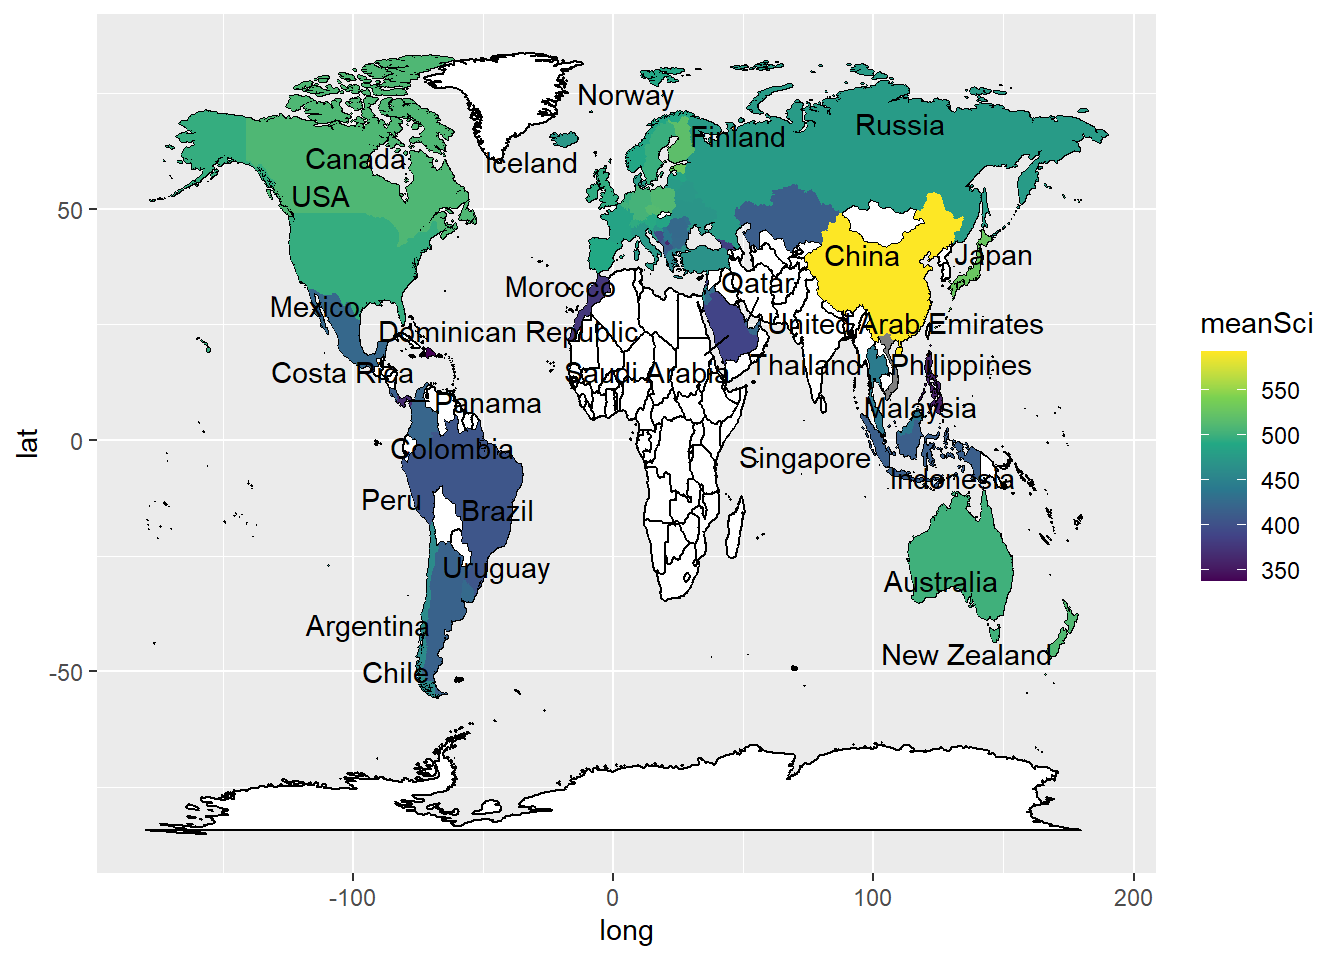 Norway
Finland
Russia
Canada
Iceland
USA
China
Japan
Qatar
Morocco
Mexico
Dominican Republic
United Arab Emirates
Costa Rica
Saudi Arabia
Thailand
Philippines
Panama
Malaysia
Colombia
Singapore
Indonesia
Peru
Brazil
Uruguay
Australia
Argentina
New Zealand
Chile
50
0
-50
lat
-100
0
100
200
long
meanSci
550
500
450
400
350